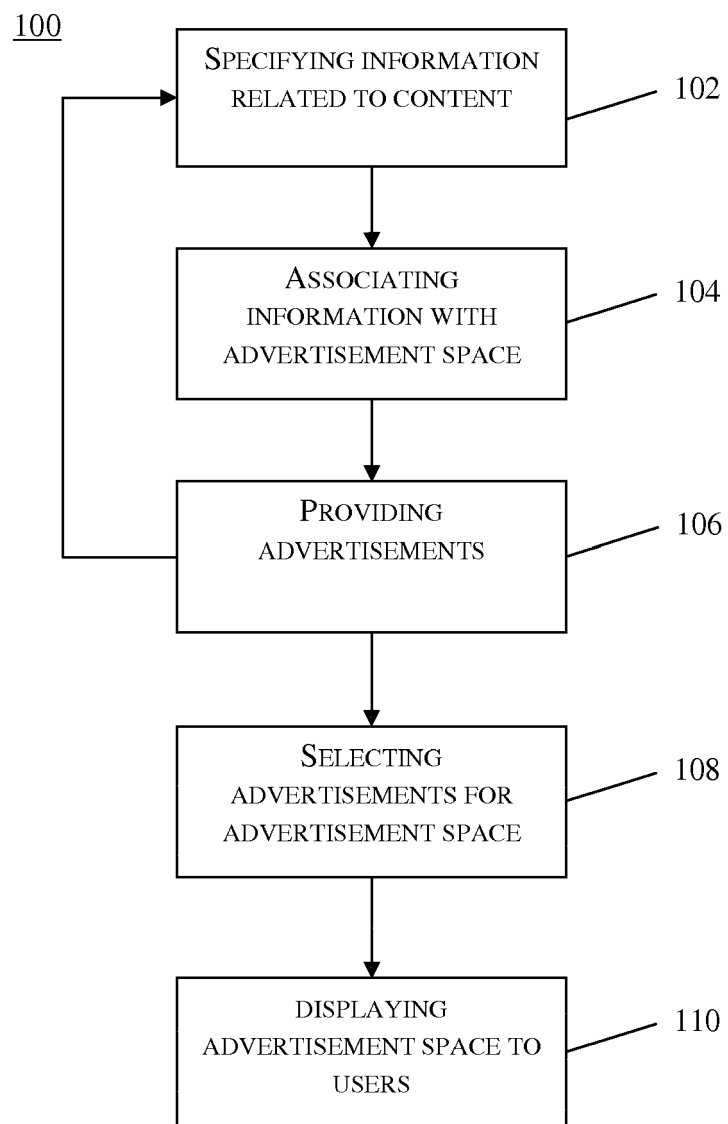 100
SPECIFYING INFORMATION
RELATED TO CONTENT
102
ASSOCIATING
INFORMATION WITH
ADVERTISEMENT SPACE
104
PROVIDING
ADVERTISEMENTS
106
SELECTING
ADVERTISEMENTS FOR
ADVERTISEMENT SPACE
108
DISPLAYING
ADVERTISEMENT SPACE TO
USERS
110